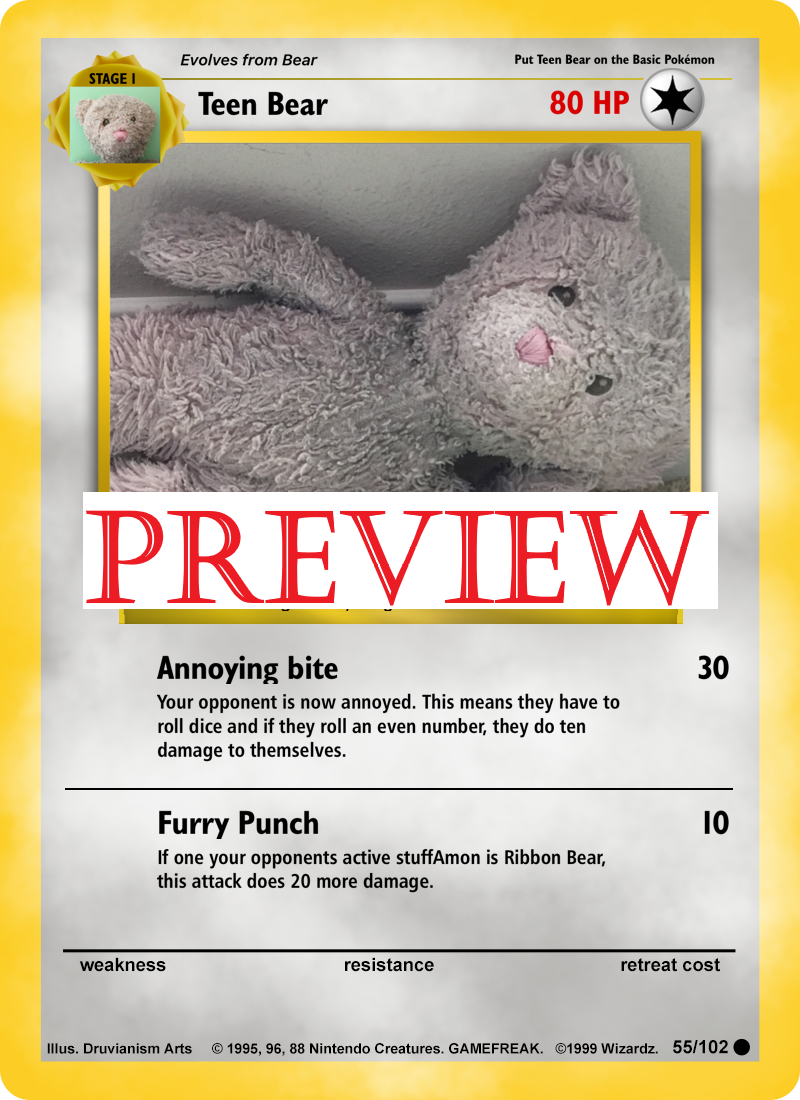 Evolves from Bear
Put Teen Bear on the Basic Pokémon
STAGE 1
Teen Bear
80 HP
PREVIEW
Annoying bite
30
Your opponent is now annoyed. This means they have to
roll dice and if they roll an even number, they do ten
damage to themselves.
Furry Punch
10
If one your opponents active stuffAmon is Ribbon Bear,
this attack does 20 more damage.
weakness
resistance
retreat cost
Illus. Druvianism Arts
© 1995, 96, 88 Nintendo Creatures. GAMEFREAK.
©1999 Wizardz.
55/102